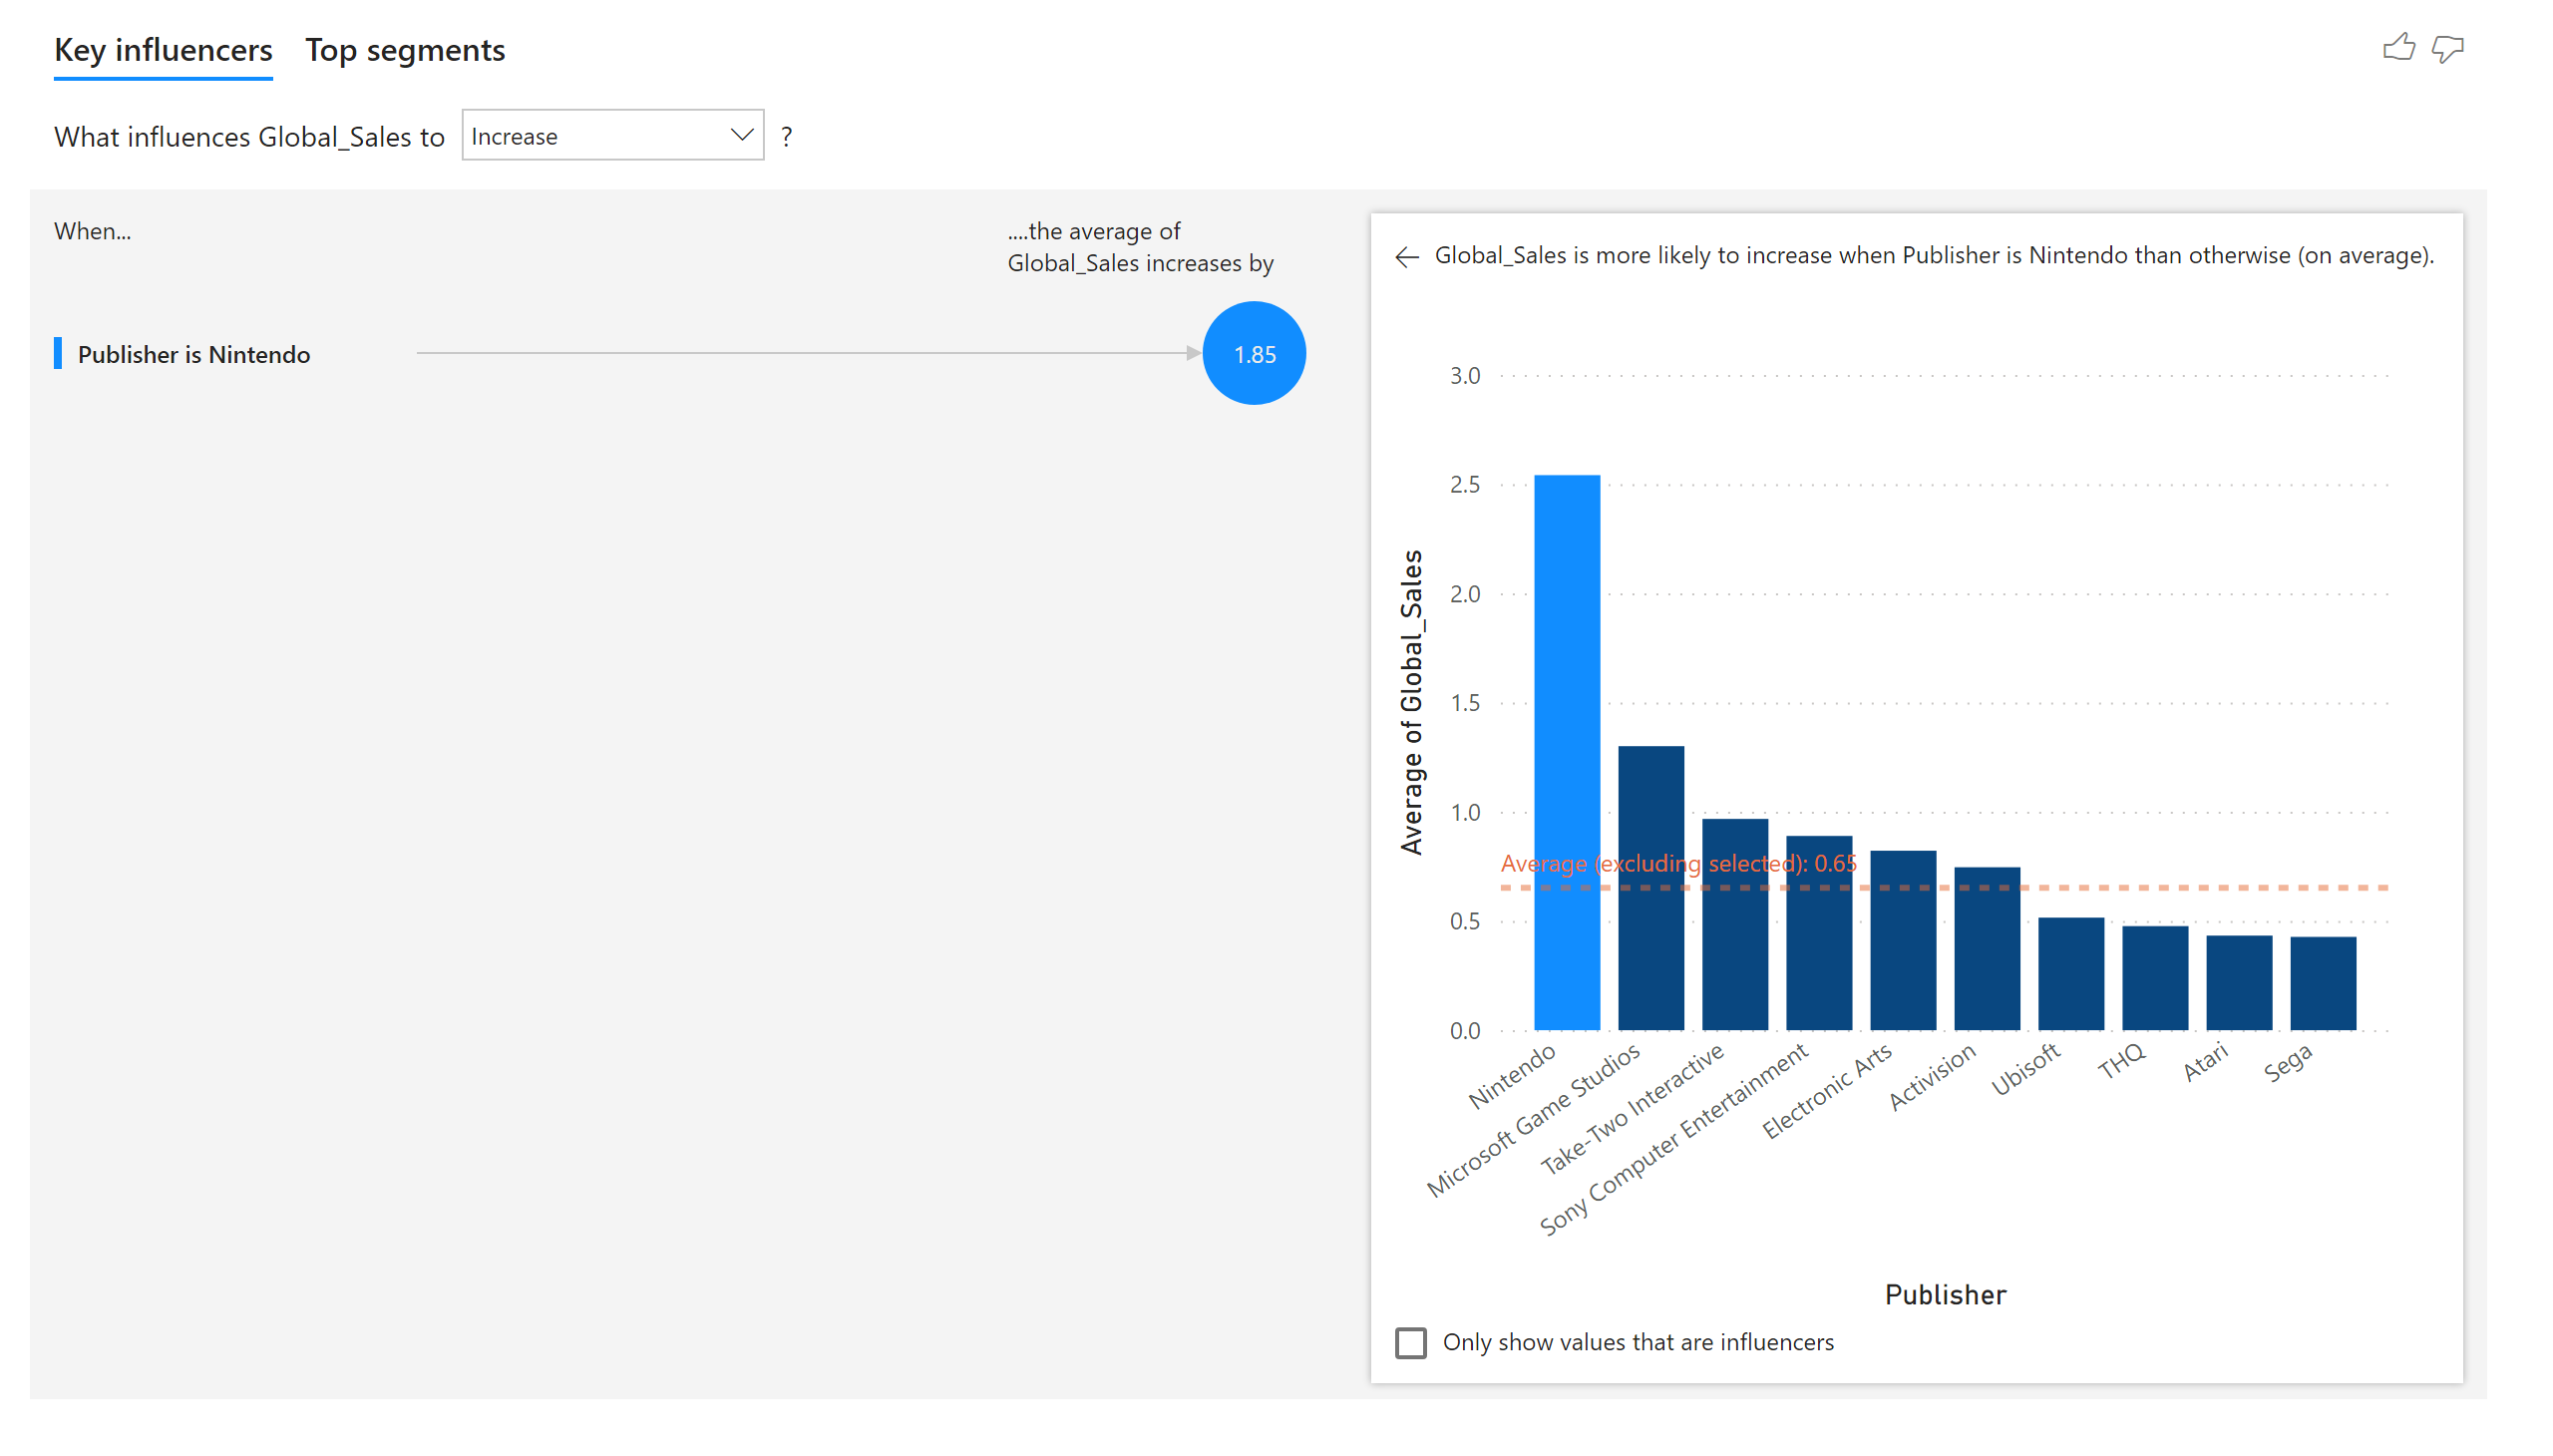 Key influencers Top segments
What influences Global_Sales to Increase ?
When...
....the average of
Global_Sales increases by
Publisher is Nintendo
1.85
Global_Sales is more likely to increase when Publisher is Nintendo than otherwise (on average).
3.0
2.5
2.0
1.5
1.0
0.5
0.0
Average of Global_Sales
Average (excluding selected): 0.65
Nintendo
Microsoft Game Studios
Take-Two Interactive
Sony Computer Entertainment
Electronic Arts
Activision
Ubisoft
THQ
Atari
Sega
Publisher
Only show values that are influencers